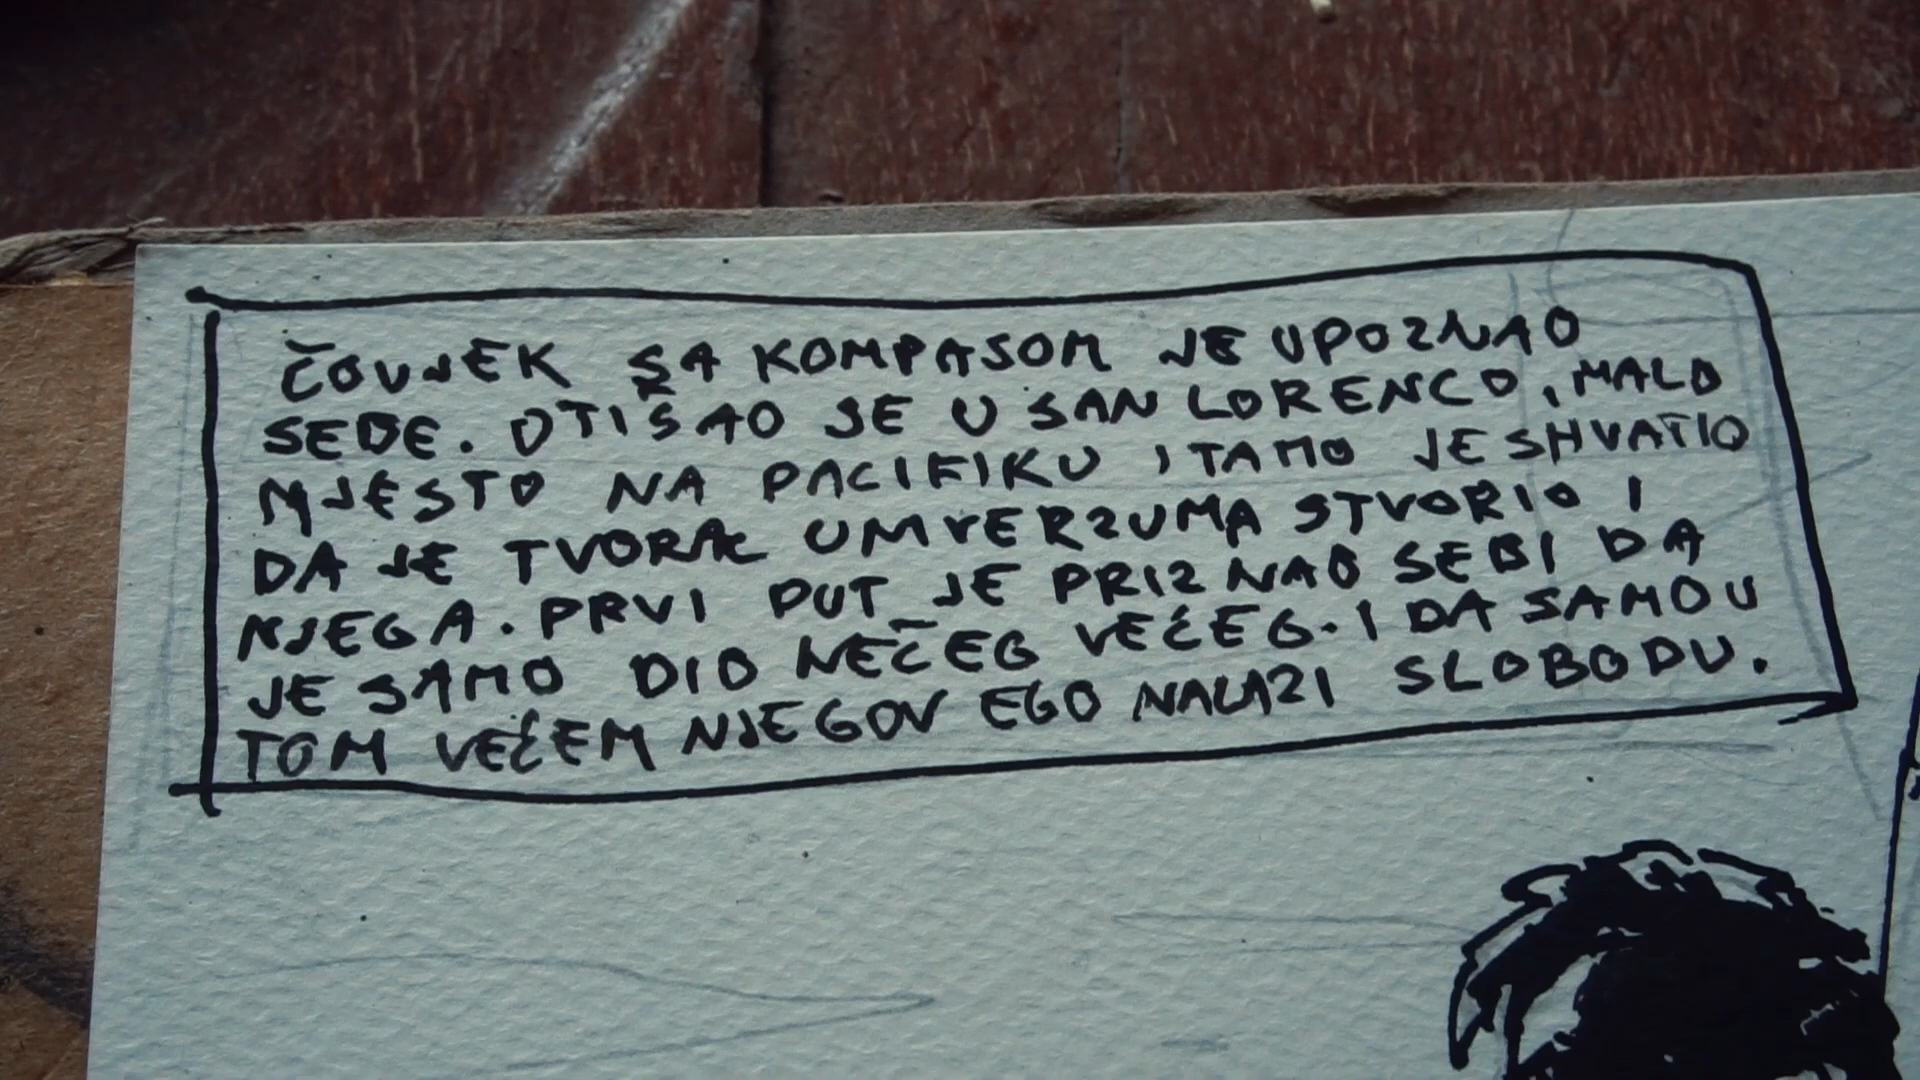 ČOVJEK SA KOMPASOM JE UPOZNAO
SEBE. OTIŠAO JE U SAN LORENCO, MALO
MJESTO NA PACIFIKU I TAMO JE SHVATIO
DA JE TVORAC UNIVERZUMA STVORIO I
NJEGA. PRVI PUT JE PRIZNAO SEBI DA
JE SAMO DIO NEČEG VEĆEG. I DA SAMO U
TOM VEĆEM NJEGOV EGO NALAZI SLOBODU.